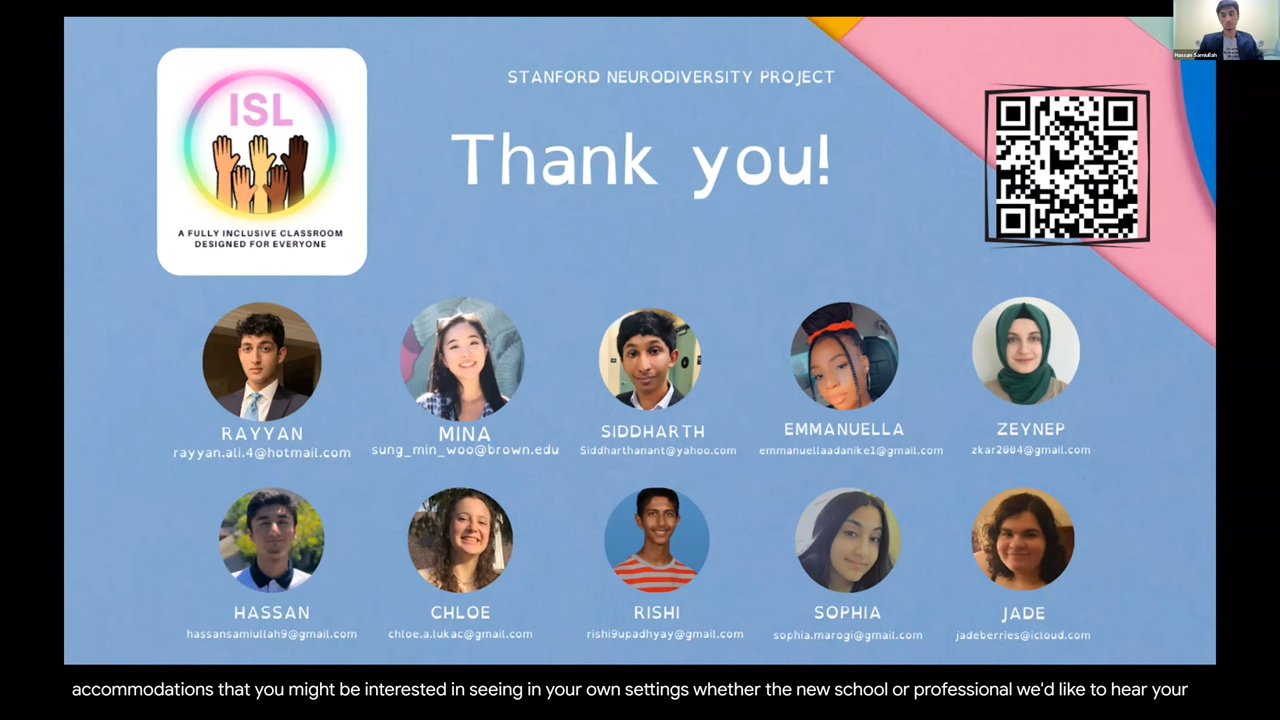 Hassan Samiullah
STANFORD NEURODIVERSITY PROJECT
Thank you!
ISL
A FULLY INCLUSIVE CLASSROOM
DESIGNED FOR EVERYONE
RAYYAN
rayyan.ali.4@hotmail.com
MINA
sung_min_woo@brown.edu
SIDDHARTH
Siddharthanant@yahoo.com
EMMANUELLA
emmanuellaadanike1@gmail.com
ZEYNEP
zkar2004@gmail.com
HASSAN
hassansamiullah9@gmail.com
CHLOE
chloe.a.lukac@gmail.com
RISHI
rishi9upadhyay@gmail.com
SOPHIA
sophia.marogi@gmail.com
JADE
jadeberries@icloud.com
accommodations that you might be interested in seeing in your own settings whether the new school or professional we'd like to hear your